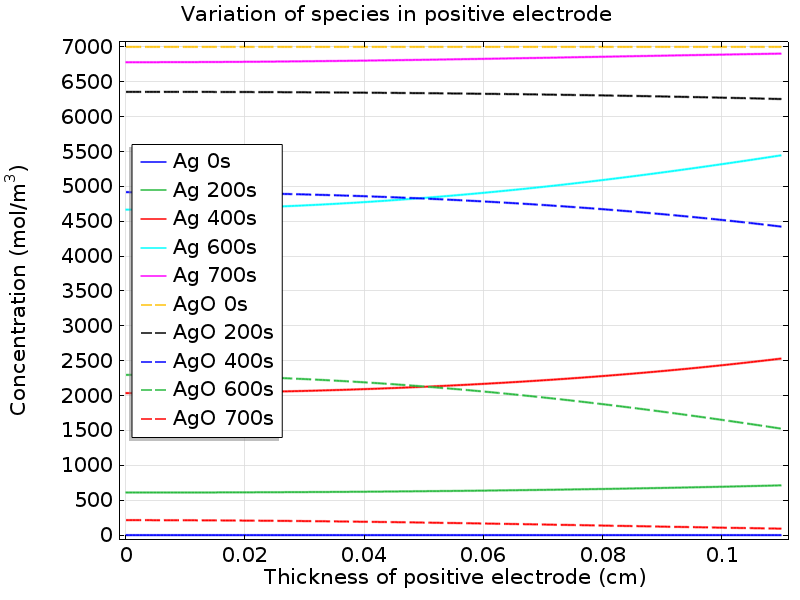 Variation of species in positive electrode
Concentration (mol/m³)
7000
6500
6000
5500
5000
4500
4000
3500
3000
2500
2000
1500
1000
500
0
Ag 0s
Ag 200s
Ag 400s
Ag 600s
Ag 700s
AgO 0s
AgO 200s
AgO 400s
AgO 600s
AgO 700s
0 0.02 0.04 0.06 0.08 0.1
Thickness of positive electrode (cm)